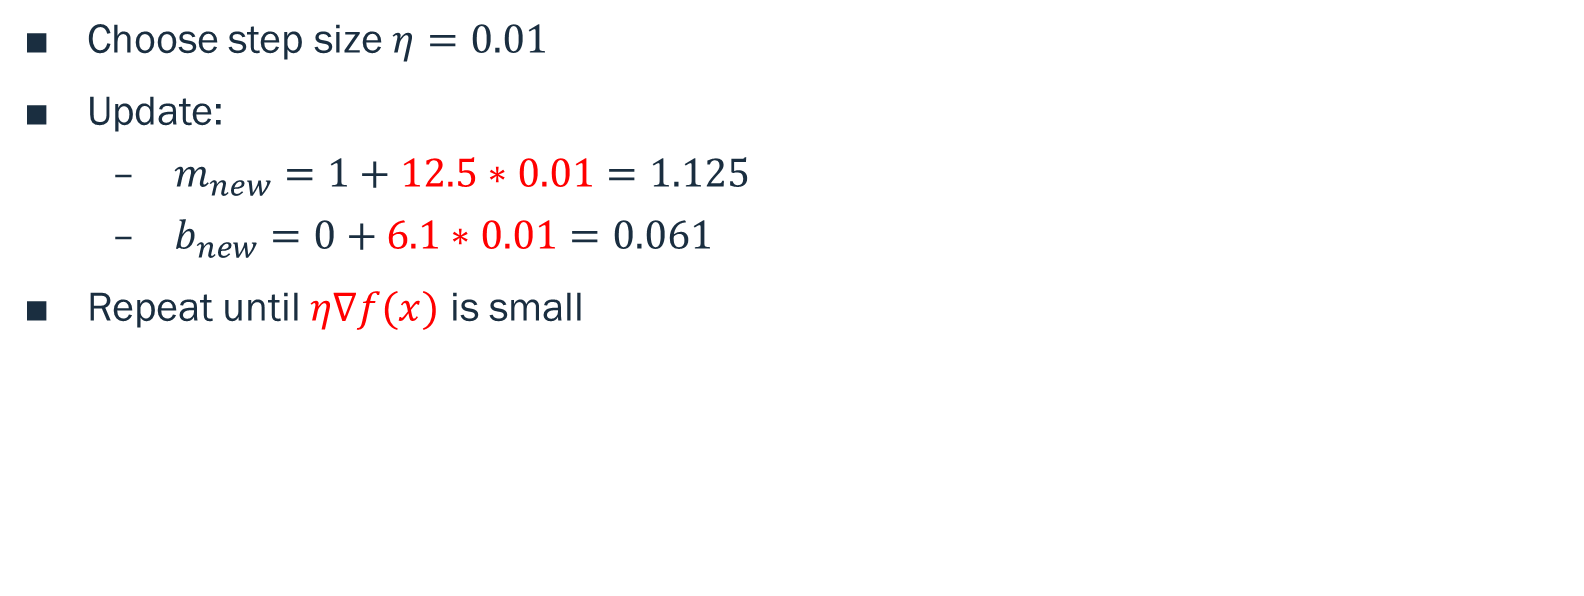 ■ Choose step size η = 0.01
■ Update:
– m_new = 1 + 12.5 ∗ 0.01 = 1.125
– b_new = 0 + 6.1 ∗ 0.01 = 0.061
■ Repeat until η∇f(x) is small